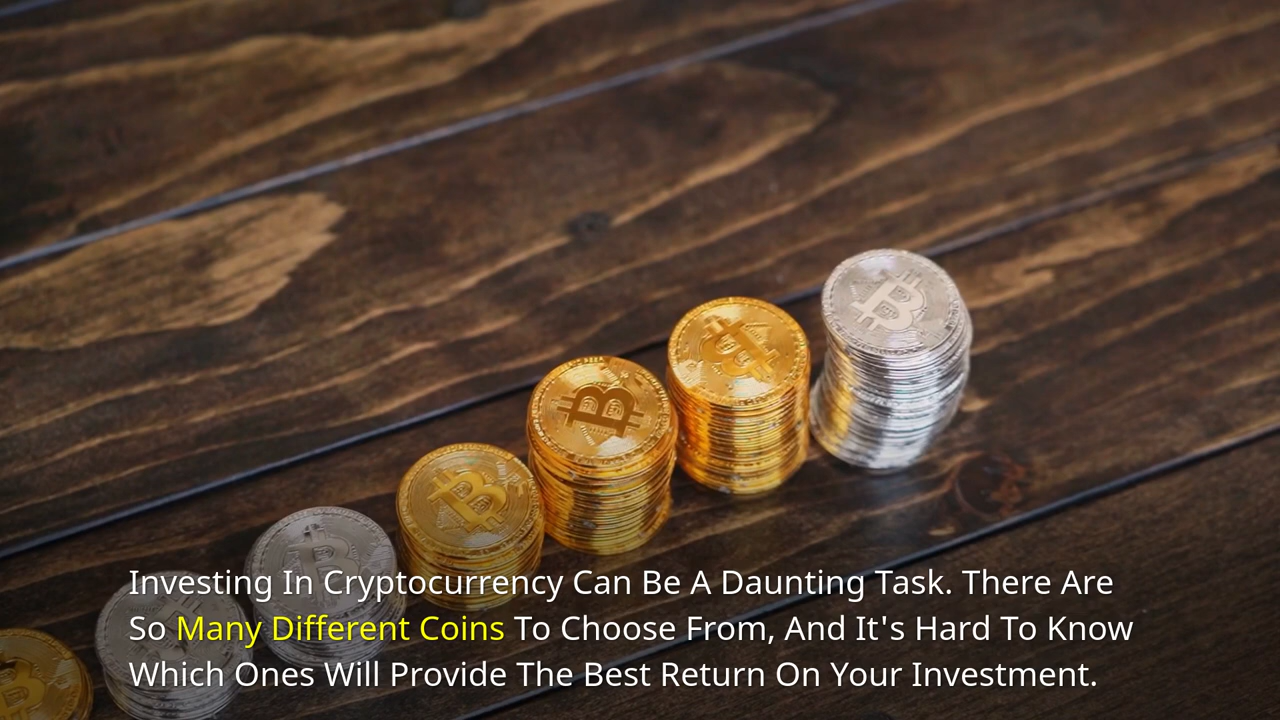 Investing In Cryptocurrency Can Be A Daunting Task. There Are
So Many Different Coins To Choose From, And It's Hard To Know
Which Ones Will Provide The Best Return On Your Investment.